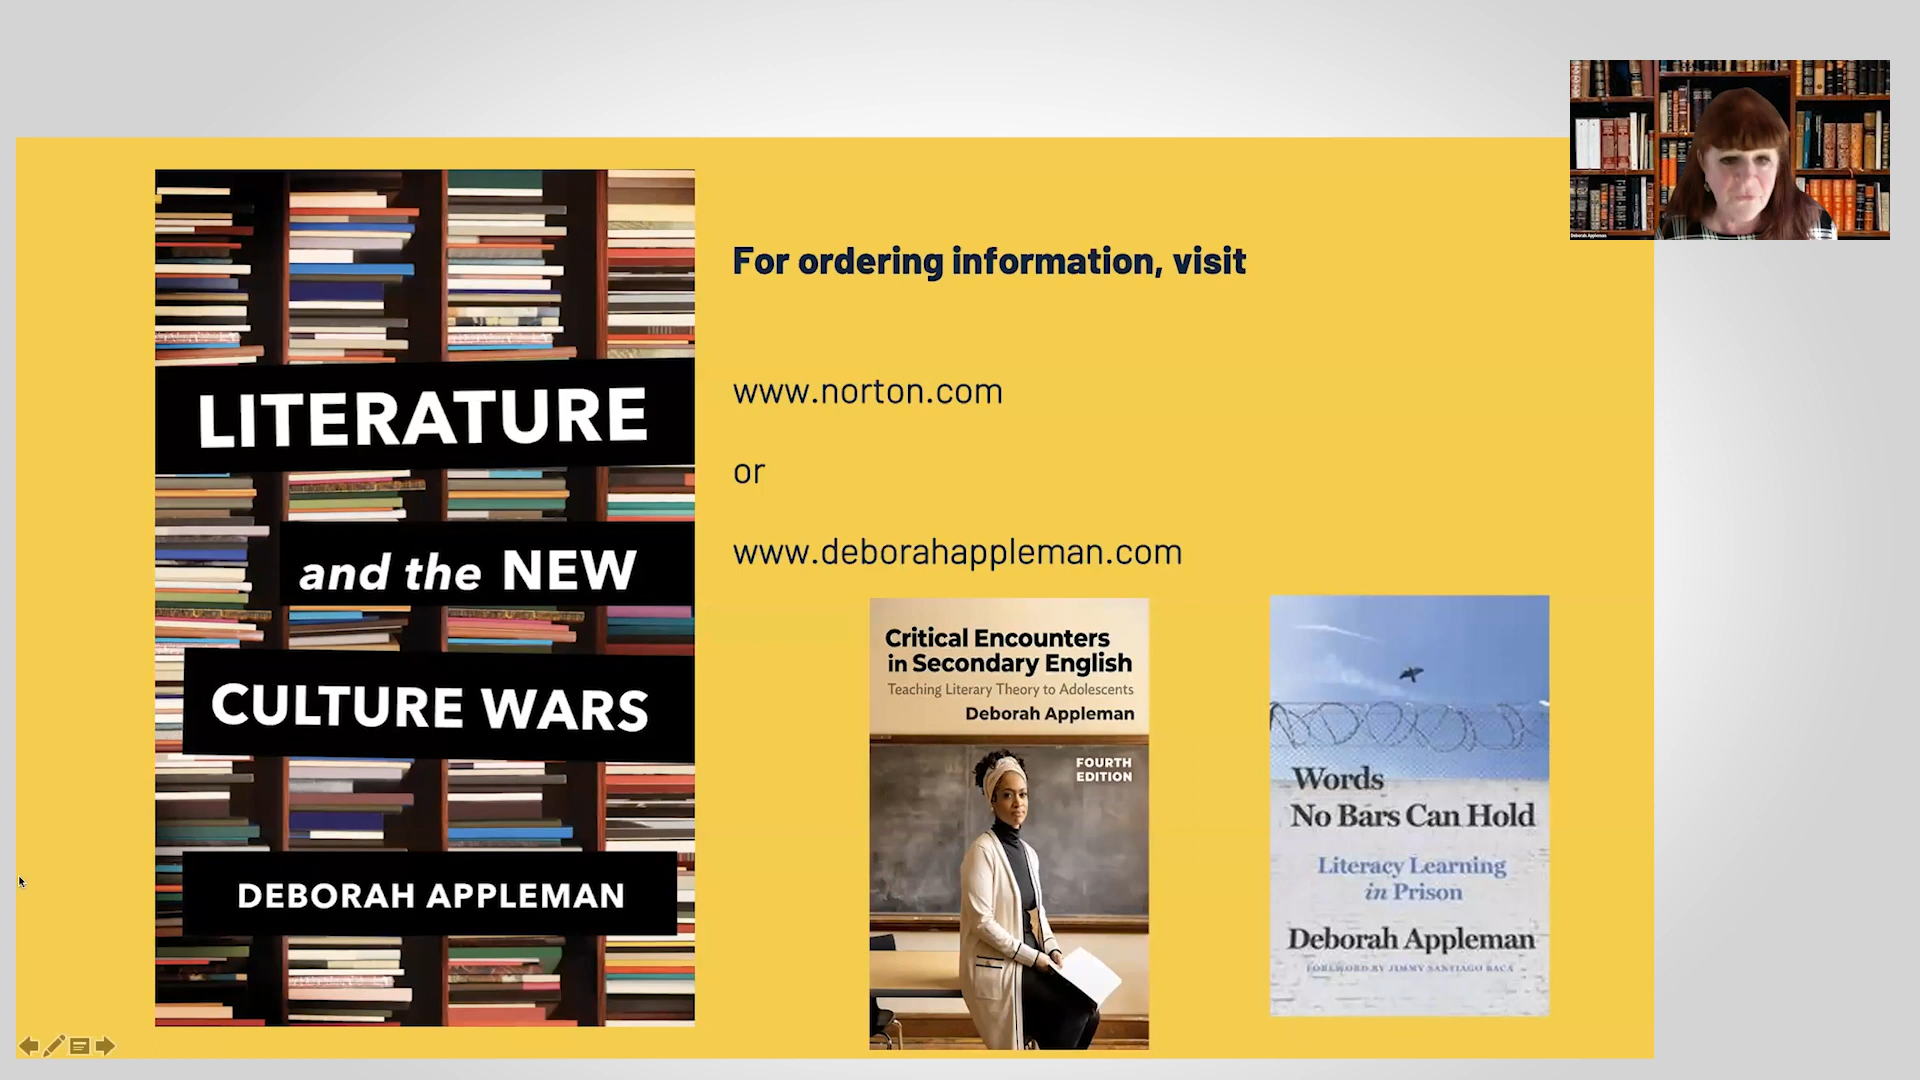 LITERATURE
and the NEW
CULTURE WARS
DEBORAH APPLEMAN
For ordering information, visit
www.norton.com
or
www.deborahappleman.com
Critical Encounters
in Secondary English
Teaching Literary Theory to Adolescents
Deborah Appleman
FOURTH
EDITION
Words
No Bars Can Hold
Literacy Learning
in Prison
Deborah Appleman
FOREWORD BY JIMMY SANTIAGO BACA
Deborah Appleman